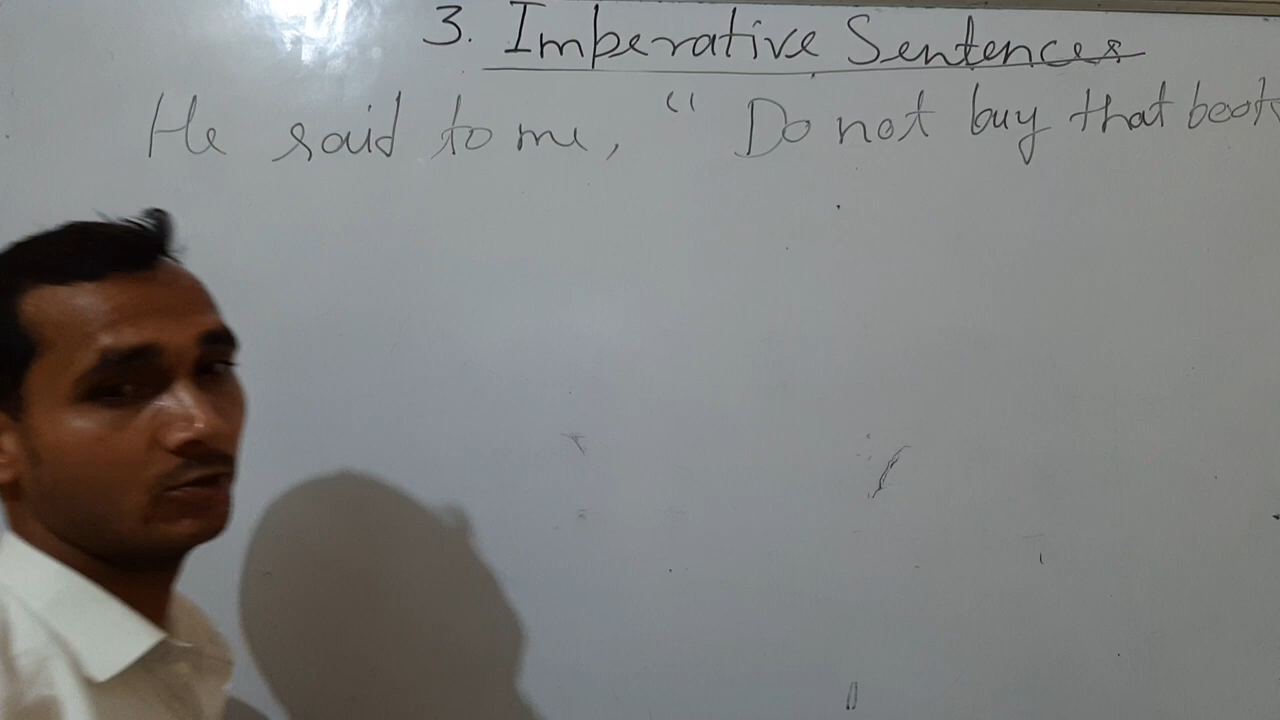 3. Imperative Sentences
He said to me, “Do not buy that book